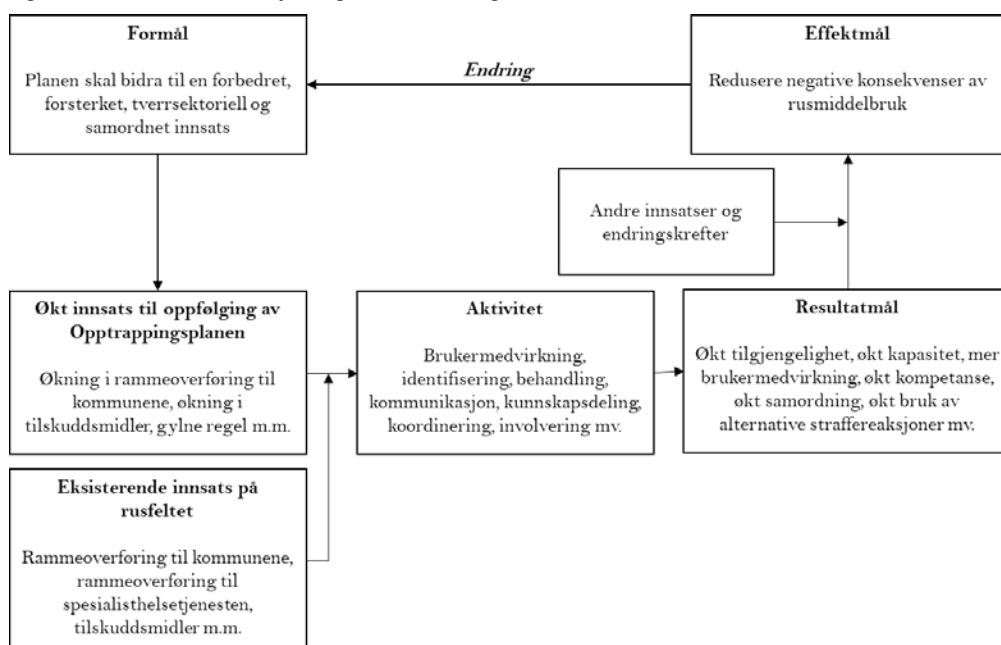 Formål
Planen skal bidra til en forbedret,
forsterket, tverrsektoriell og
samordnet innsats
Endring
Effektmål
Redusere negative konsekvenser av
rusmiddelbruk
Andre innsatser og
endringskrefter
Økt innsats til oppfølging av
Opptrappingsplanen
Økning i rammeoverføring til
kommunene, økning i
tilskuddsmidler, gylne regel m.m.
Aktivitet
Brukermedvirkning,
identifisering, behandling,
kommunikasjon, kunnskapsdeling,
koordinering, involvering mv.
Resultatmål
Økt tilgjengelighet, økt kapasitet, mer
brukermedvirkning, økt kompetanse,
økt samordning, økt bruk av
alternative straffereaksjoner mv.
Eksisterende innsats på
rusfeltet
Rammeoverføring til kommunene,
rammeoverføring til
spesialisthelsetjenesten,
tilskuddsmidler m.m.